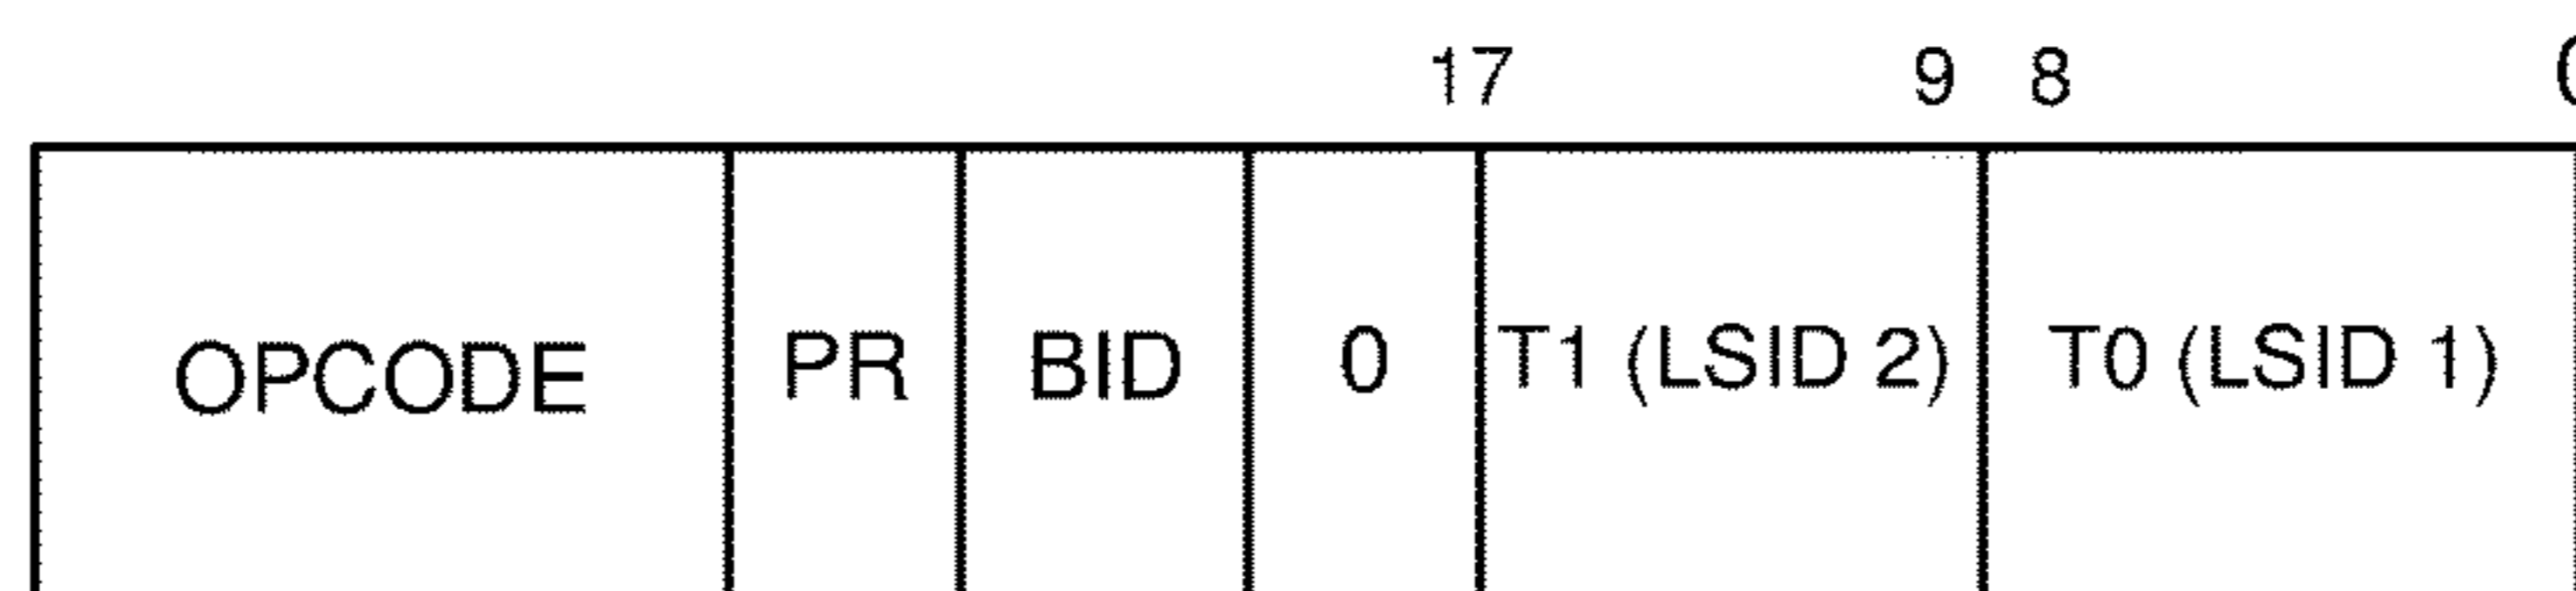 17 9 8
OPCODE PR BID 0 T1 (LSID 2) T0 (LSID 1)